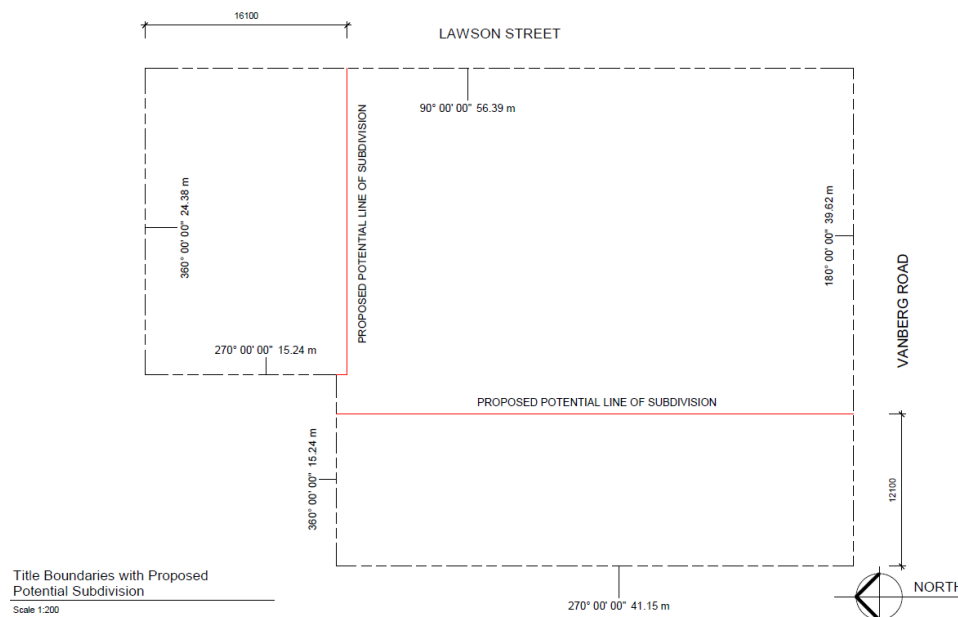 16100
LAWSON STREET
90° 00' 00" 56.39 m
PROPOSED POTENTIAL LINE OF SUBDIVISION
360° 00' 00" 24.38 m
180° 00' 00" 39.62 m
VANBERG ROAD
270° 00' 00" 15.24 m
PROPOSED POTENTIAL LINE OF SUBDIVISION
360° 00' 00" 15.24 m
12100
Title Boundaries with Proposed
Potential Subdivision
Scale 1:200
270° 00' 00" 41.15 m
NORTH